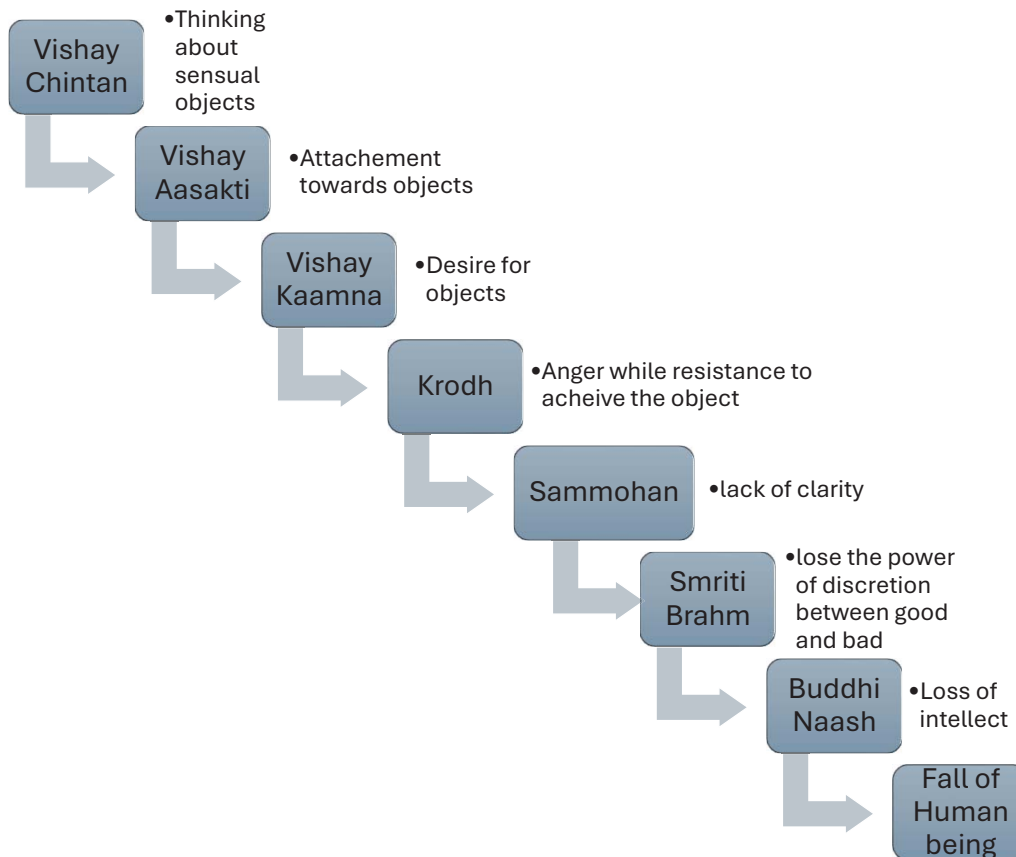 Vishay
Chintan
•Thinking
about
sensual
objects
Vishay
Aasakti
•Attachement
towards objects
Vishay
Kaamna
•Desire for
objects
Krodh
•Anger while resistance to
acheive the object
Sammohan
•lack of clarity
Smriti
Brahm
•lose the power
of discretion
between good
and bad
Buddhi
Naash
•Loss of
intellect
Fall of
Human
being